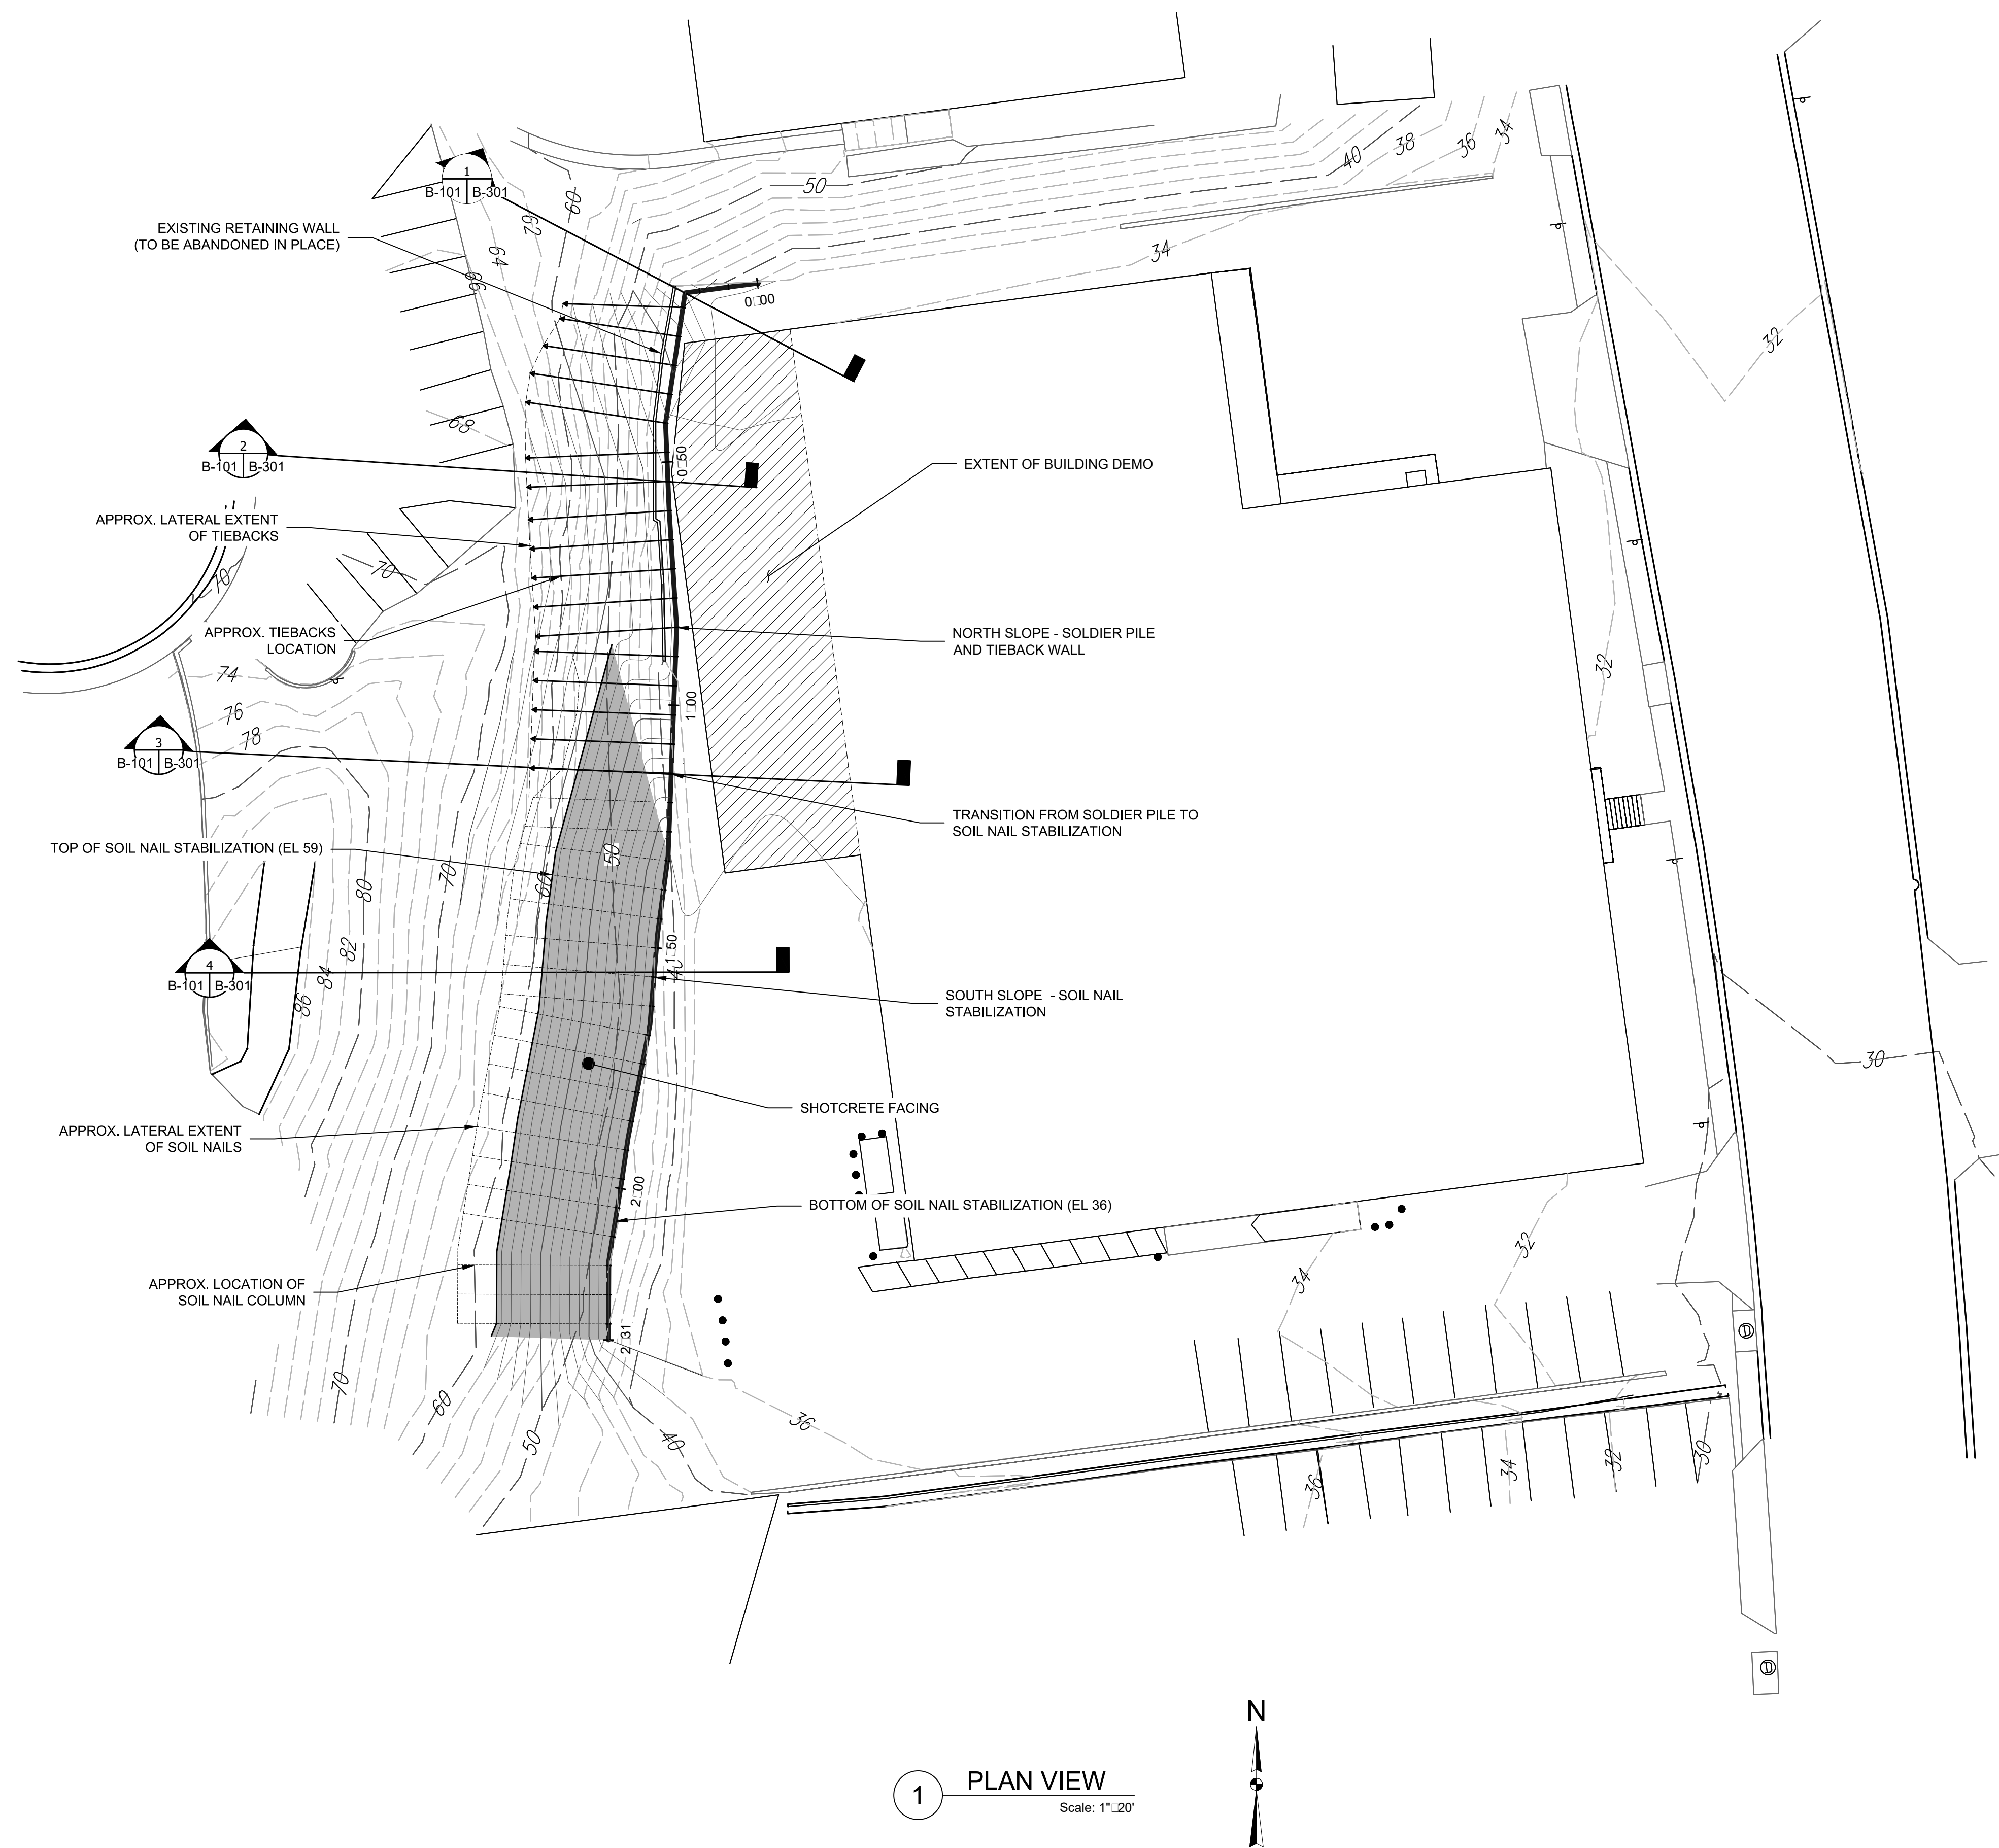 34
36
38
40
50
60
62
64
66
1
B-101 B-301
EXISTING RETAINING WALL
(TO BE ABANDONED IN PLACE)
34
0□00
32
68
2
B-101 B-301
0□50
EXTENT OF BUILDING DEMO
APPROX. LATERAL EXTENT
OF TIEBACKS
70
70
APPROX. TIEBACKS
LOCATION
NORTH SLOPE - SOLDIER PILE
AND TIEBACK WALL
32
74
76
78
1□00
3
B-101 B-301
TRANSITION FROM SOLDIER PILE TO
SOIL NAIL STABILIZATION
TOP OF SOIL NAIL STABILIZATION (EL 59)
50
60
70
80
82
84
86
1□50
40
4
B-101 B-301
SOUTH SLOPE - SOIL NAIL
STABILIZATION
30
SHOTCRETE FACING
APPROX. LATERAL EXTENT
OF SOIL NAILS
2□00
BOTTOM OF SOIL NAIL STABILIZATION (EL 36)
32
34
APPROX. LOCATION OF
SOIL NAIL COLUMN
2□31
D
70
60
50
40
36
36
34
32
30
D
N
1
PLAN VIEW
Scale: 1"□20'